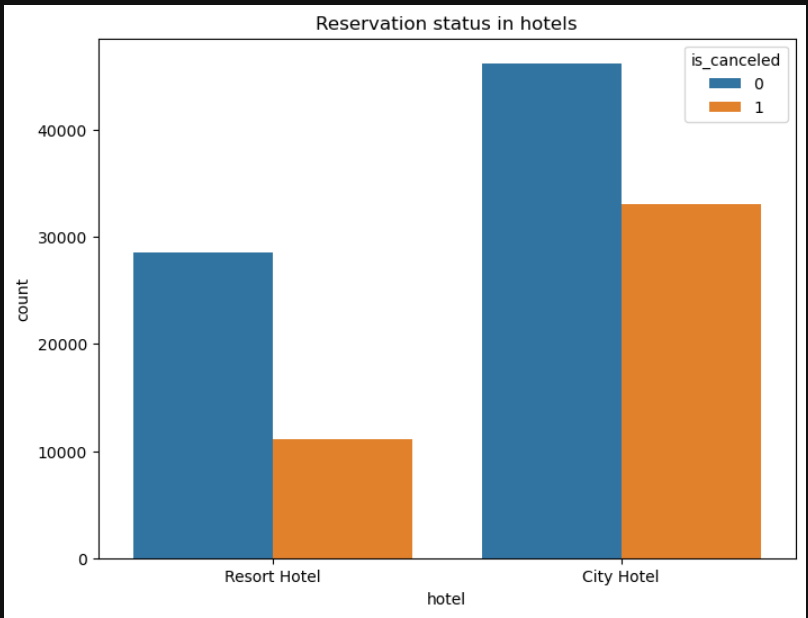 Reservation status in hotels
is_canceled
0
1
40000
30000
20000
10000
0
count
Resort Hotel
City Hotel
hotel